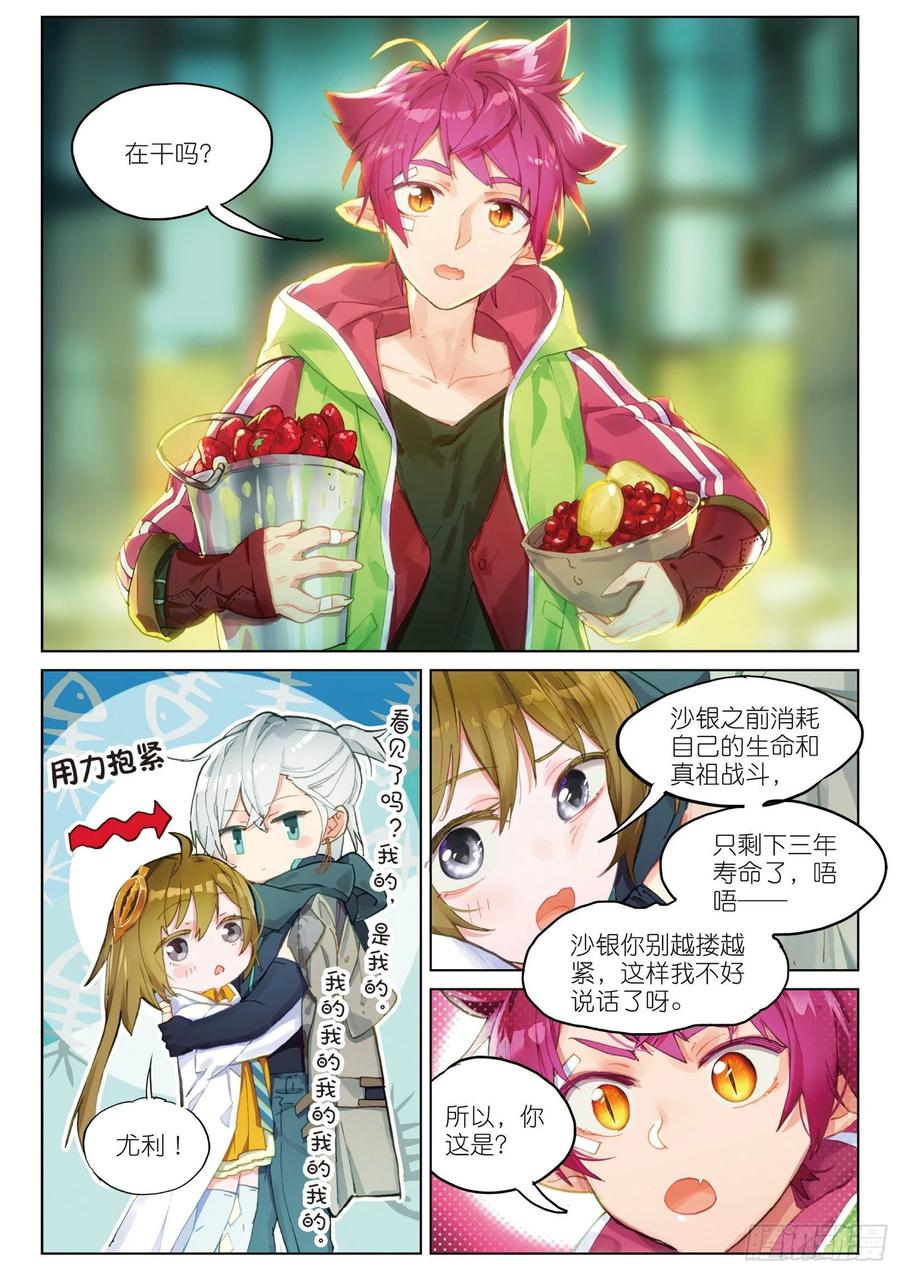 在干吗？
用力抱紧
看见了吗？我的，是我的。
我的我的我的我的我的。
尤利！
沙银之前消耗
自己的生命和
真祖战斗，
只剩下三年
寿命了，唔
唔——
沙银你别越搂越
紧，这样我不好
说话了呀。
所以，你
这是？
腾讯动漫